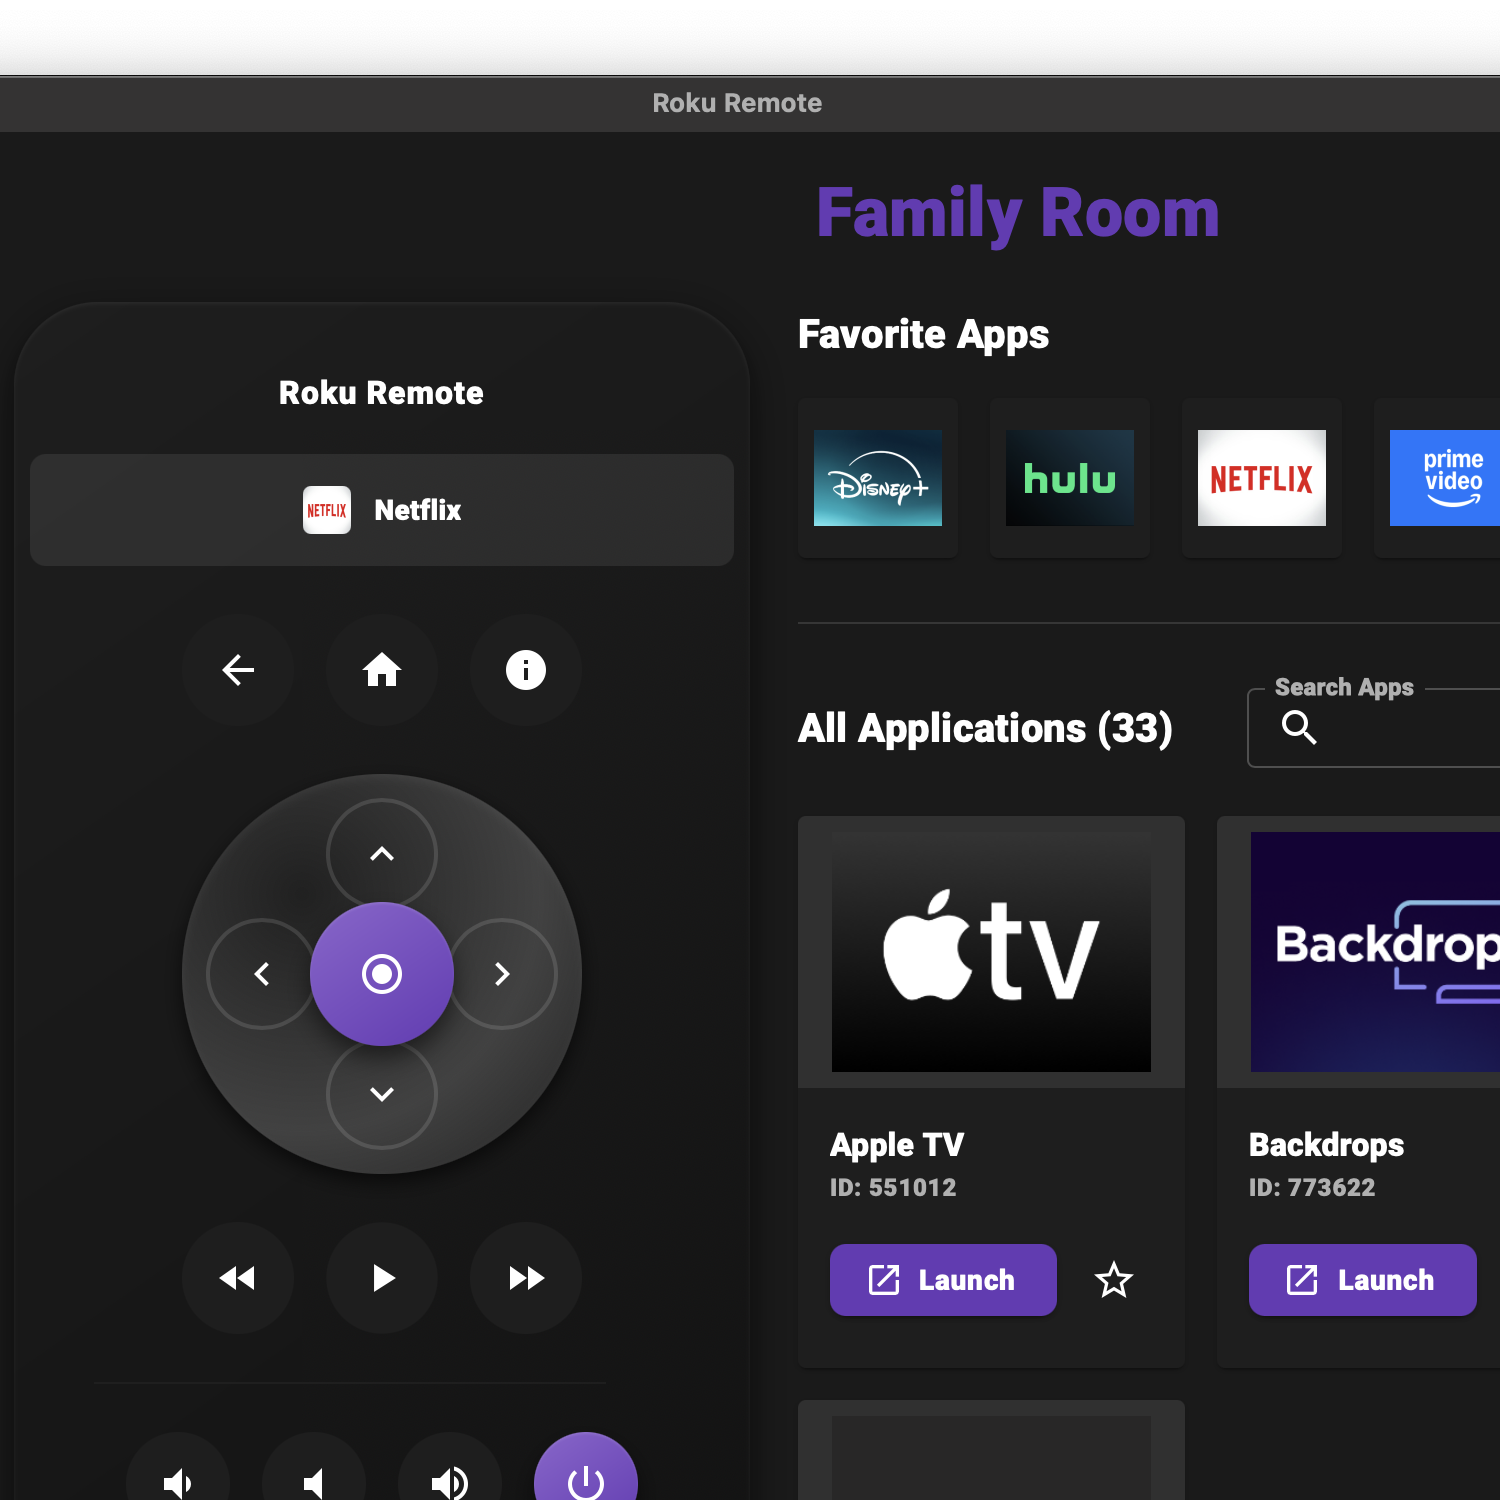 Roku Remote
Family Room
Roku Remote
NETFLIX
Netflix
Favorite Apps
Disney+
hulu
NETFLIX
prime
video
All Applications (33)
Search Apps
tv
Backdrop
Apple TV
ID: 551012
Launch
Backdrops
ID: 773622
Launch